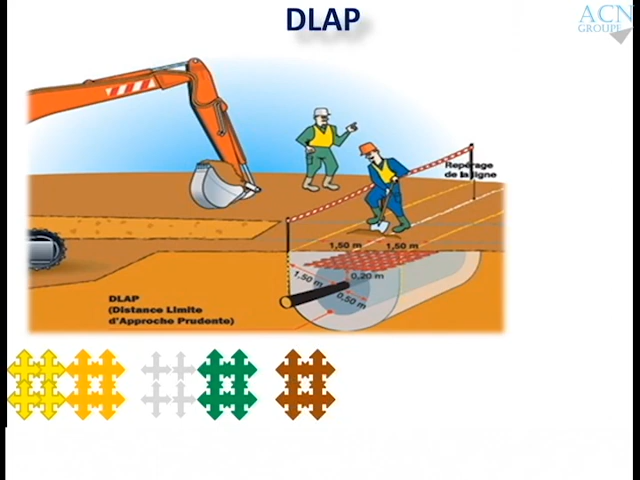 DLAP
ACN
GROUPE
Repérage
de la ligne
1,50 m
1,50 m
1,50 m
0,20 m
0,50 m
DLAP
(Distance Limite
d'Approche Prudente)